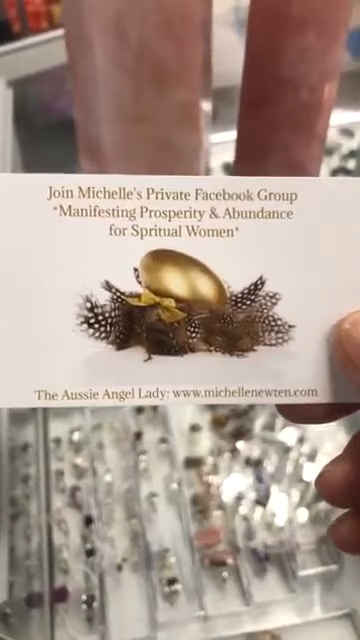 Join Michelle's Private Facebook Group
*Manifesting Prosperity & Abundance
for Spritual Women*
The Aussie Angel Lady: www.michellenewten.com